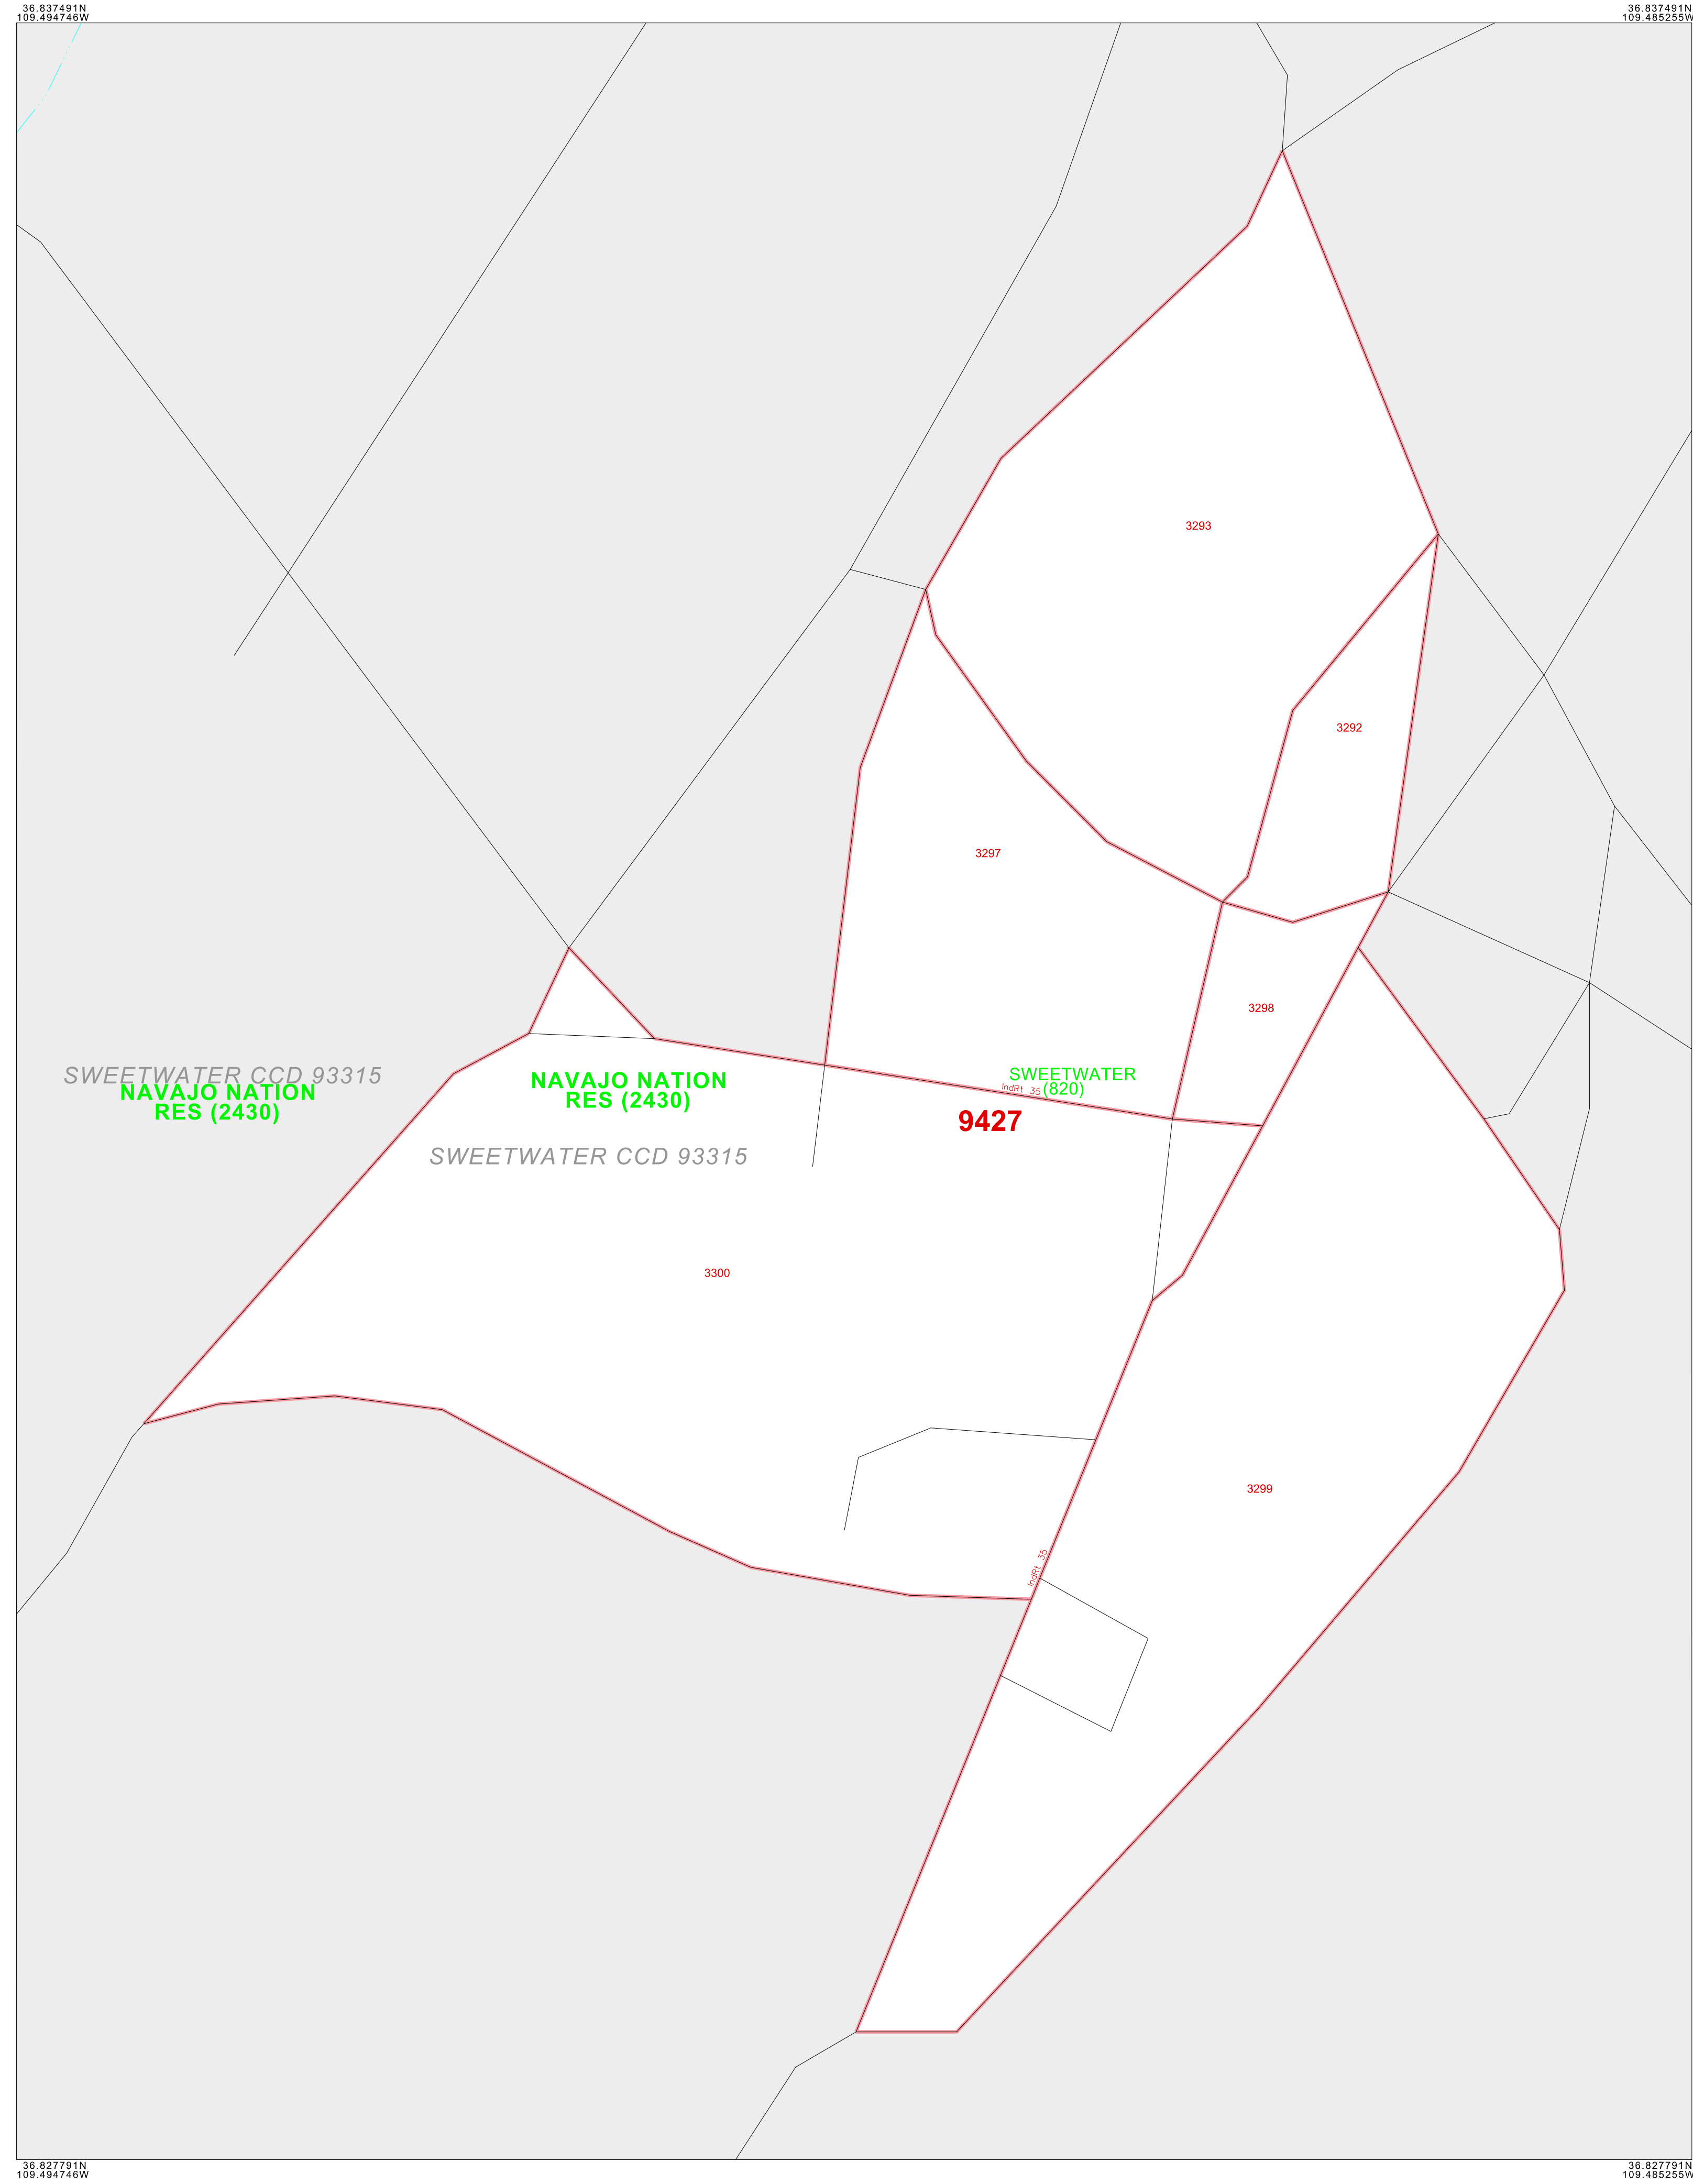 36.837491N
109.494746W
36.837491N
109.485255W
3293
3292
3297
3298
SWEETWATER CCD 93315
NAVAJO NATION
RES (2430)
NAVAJO NATION
RES (2430)
SWEETWATER
(820)
IndRt 35
9427
SWEETWATER CCD 93315
3300
3299
IndRt 35
36.827791N
109.494746W
36.827791N
109.485255W